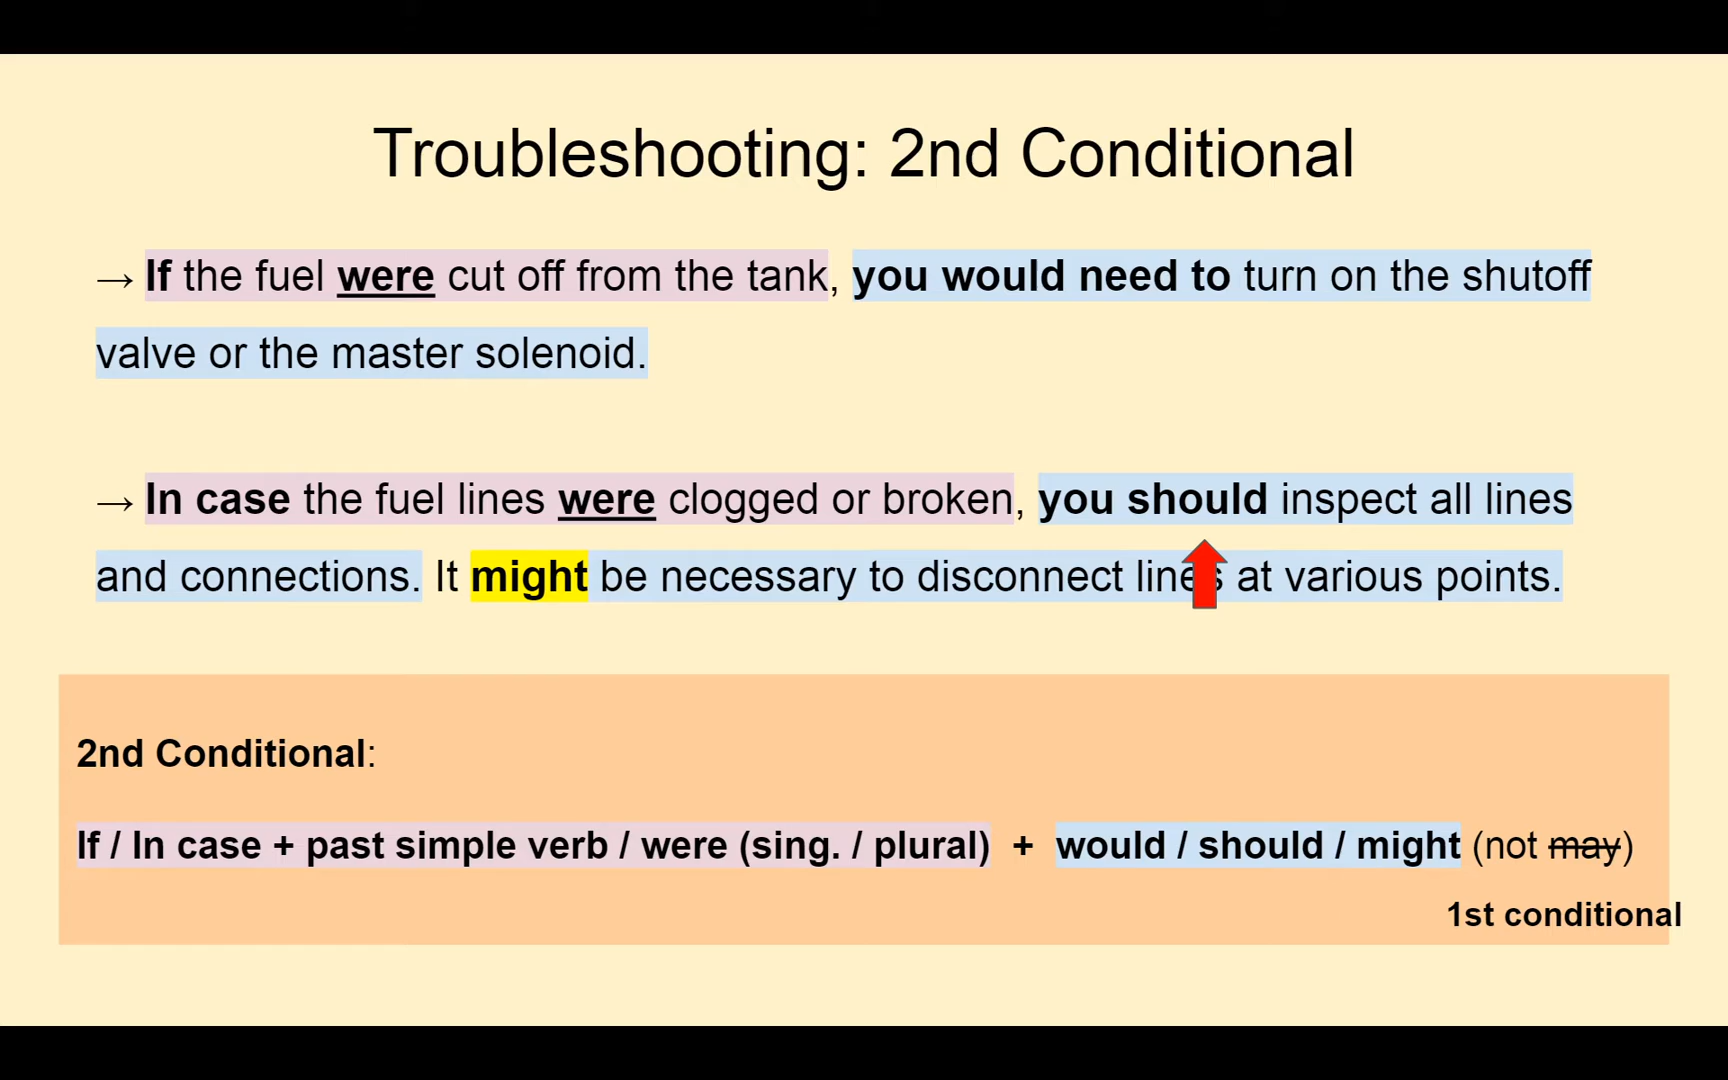 Troubleshooting: 2nd Conditional
→ If the fuel were cut off from the tank, you would need to turn on the shutoff
valve or the master solenoid.
→ In case the fuel lines were clogged or broken, you should inspect all lines
and connections. It might be necessary to disconnect lines at various points.
2nd Conditional:
If / In case + past simple verb / were (sing. / plural) + would / should / might (not may)
1st conditional